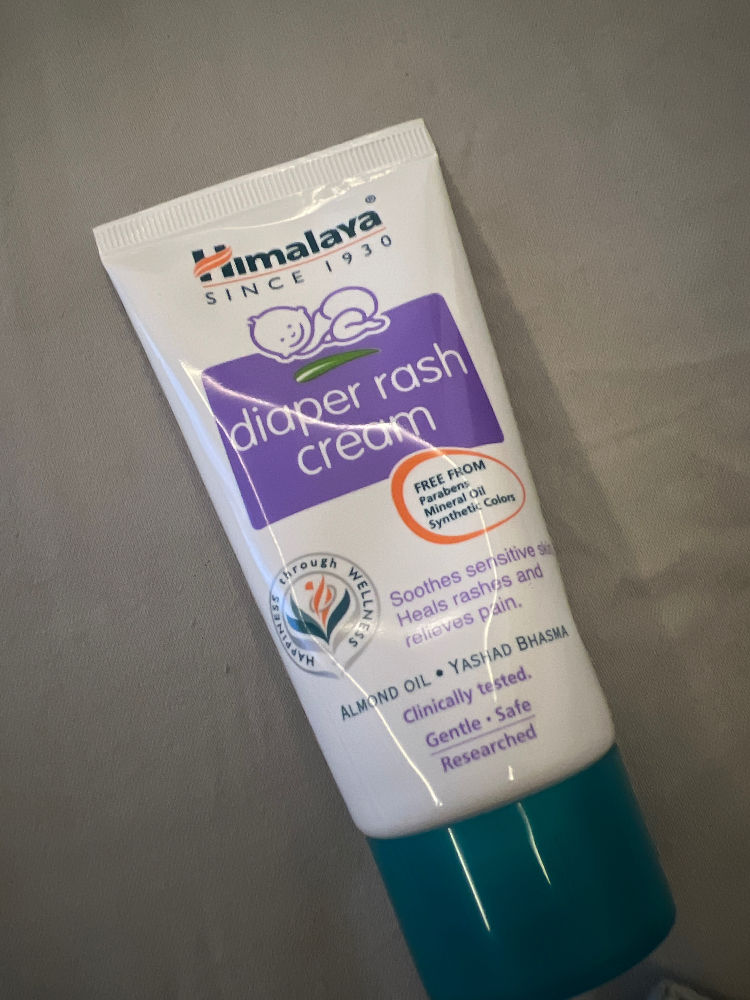 Himalaya®
SINCE 1930
diaper rash
cream
FREE FROM
Parabens
Mineral Oil
Synthetic Colors
HAPPINESS through WELLNESS
Soothes sensitive skin
Heals rashes and
relieves pain.
ALMOND OIL • YASHAD BHASMA
Clinically tested.
Gentle • Safe
Researched